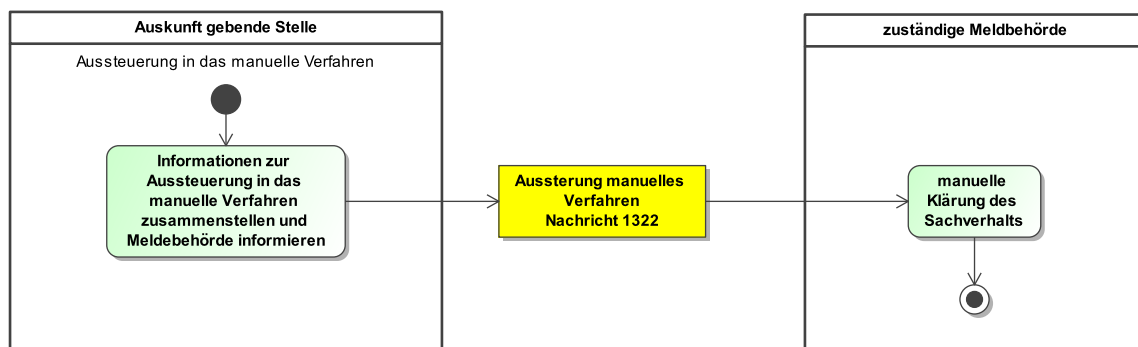 Auskunft gebende Stelle
Aussteuerung in das manuelle Verfahren
Informationen zur
Aussteuerung in das
manuelle Verfahren
zusammenstellen und
Meldebehörde informieren
Aussterung manuelles
Verfahren
Nachricht 1322
zuständige Meldbehörde
manuelle
Klärung des
Sachverhalts